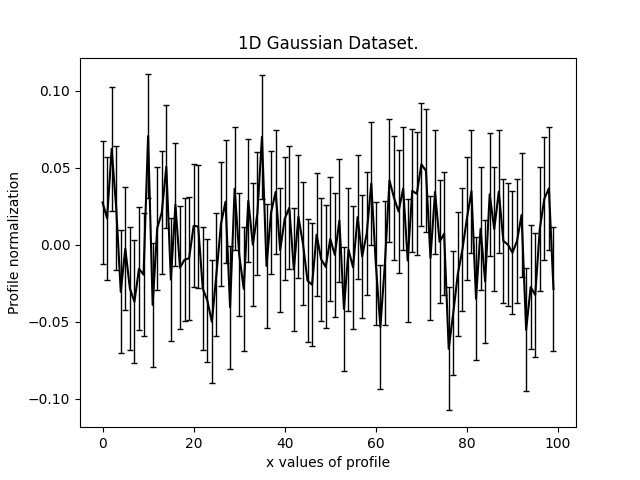 1D Gaussian Dataset.
Profile normalization
0.10
0.05
0.00
−0.05
−0.10
0 20 40 60 80 100
x values of profile